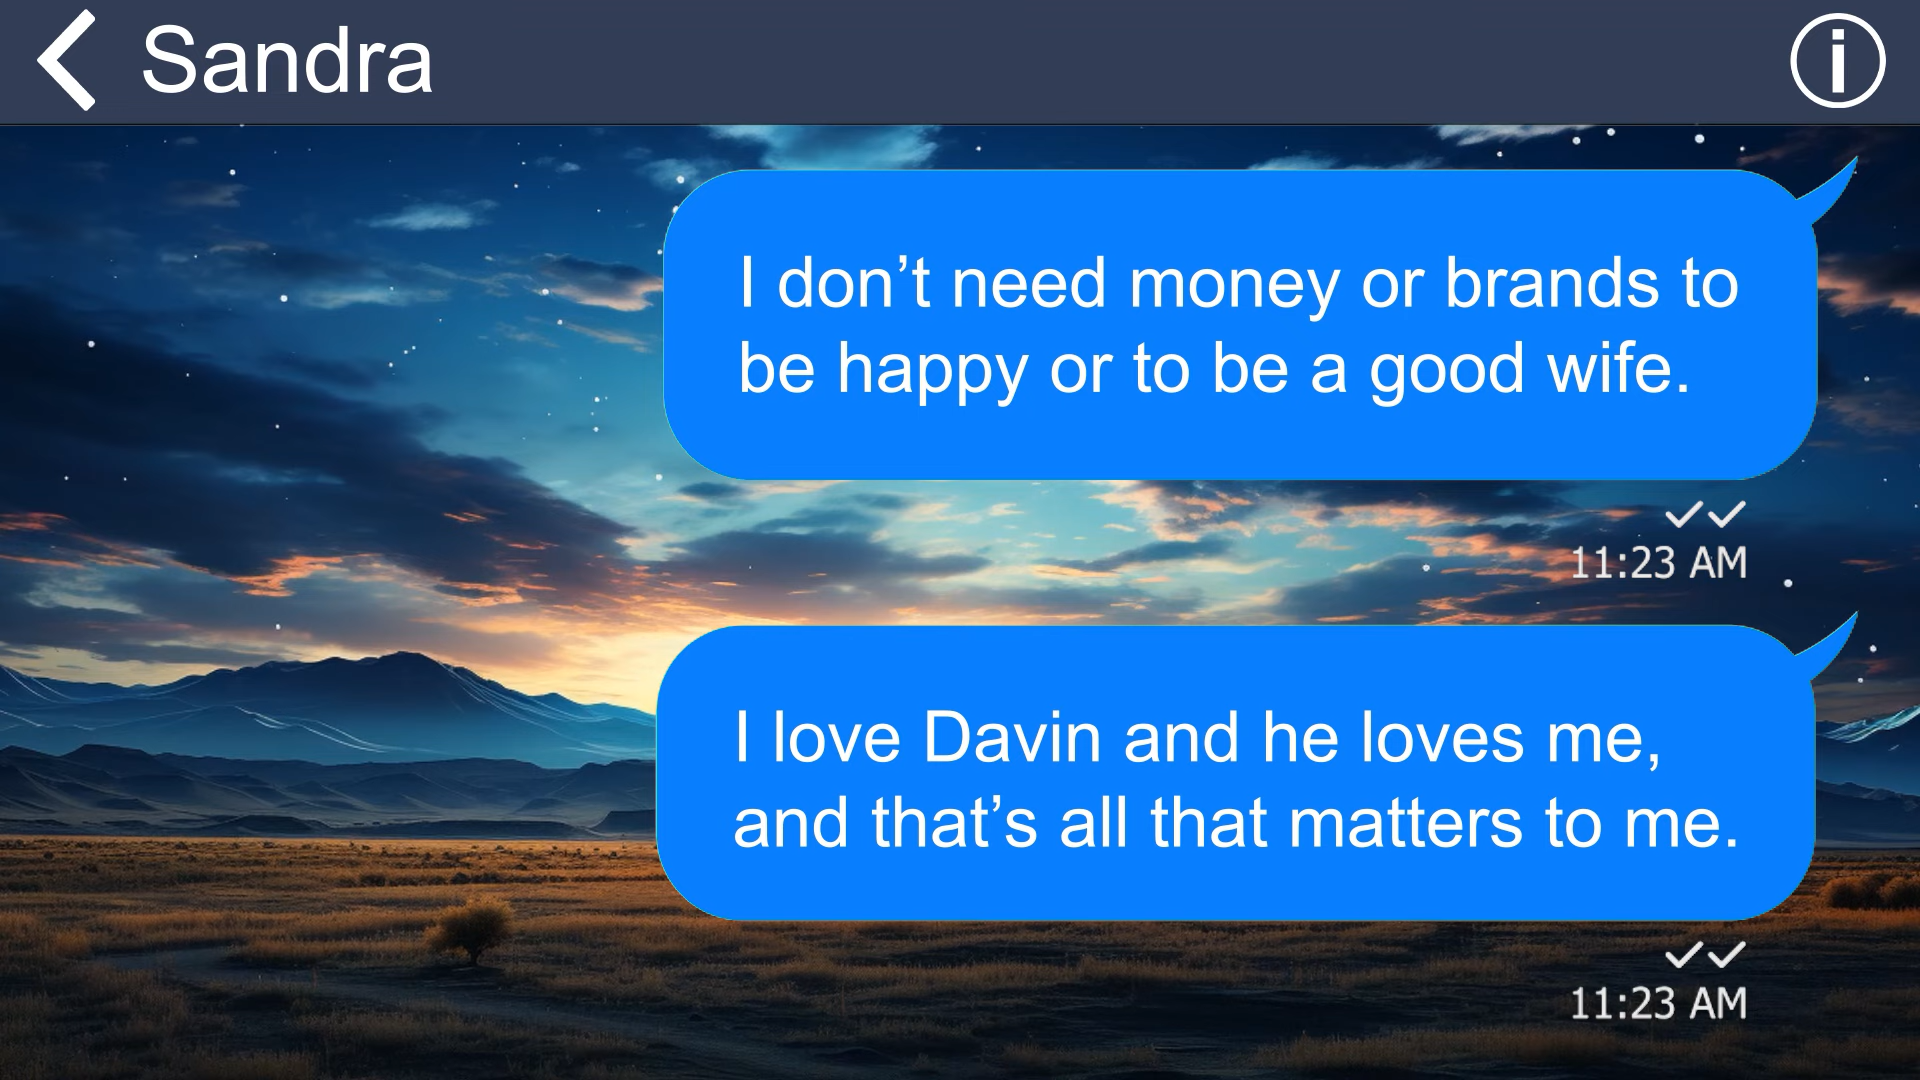 Sandra
I don’t need money or brands to
be happy or to be a good wife.
11:23 AM
I love Davin and he loves me,
and that’s all that matters to me.
11:23 AM